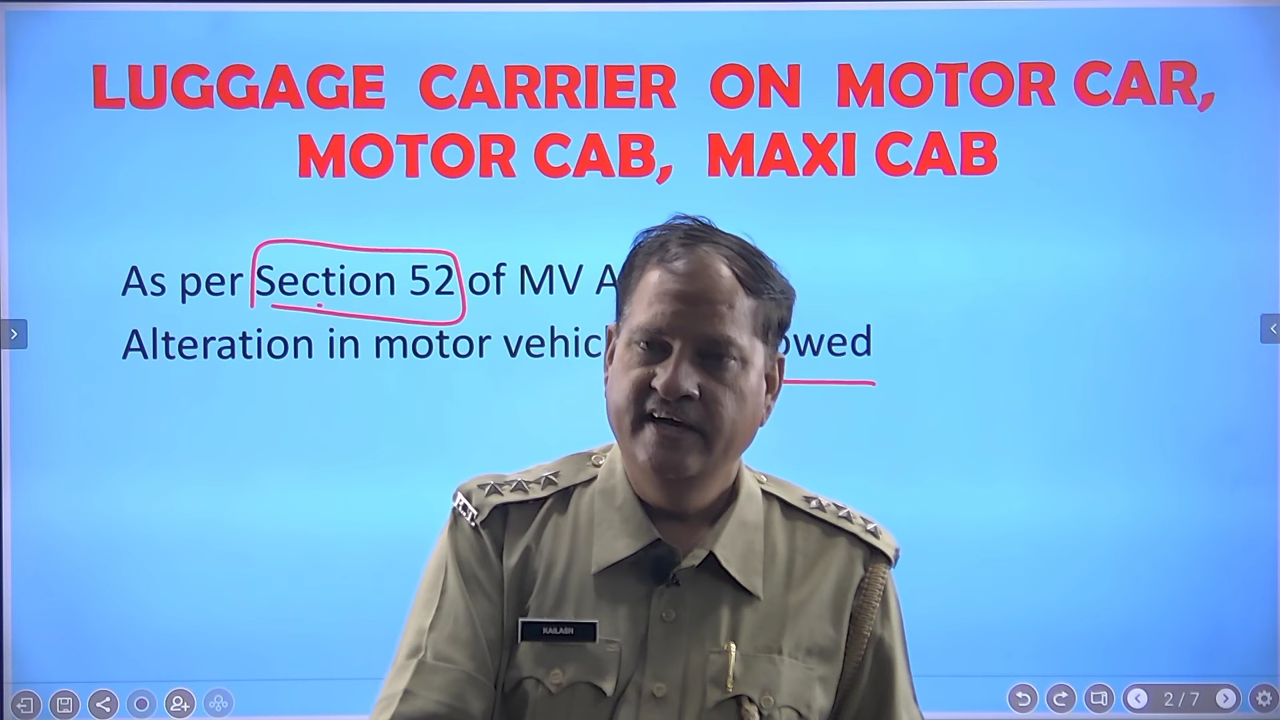 LUGGAGE CARRIER ON MOTOR CAR,
MOTOR CAB, MAXI CAB
As per Section 52 of MV A
Alteration in motor vehic owed
KAILASH
2 / 7